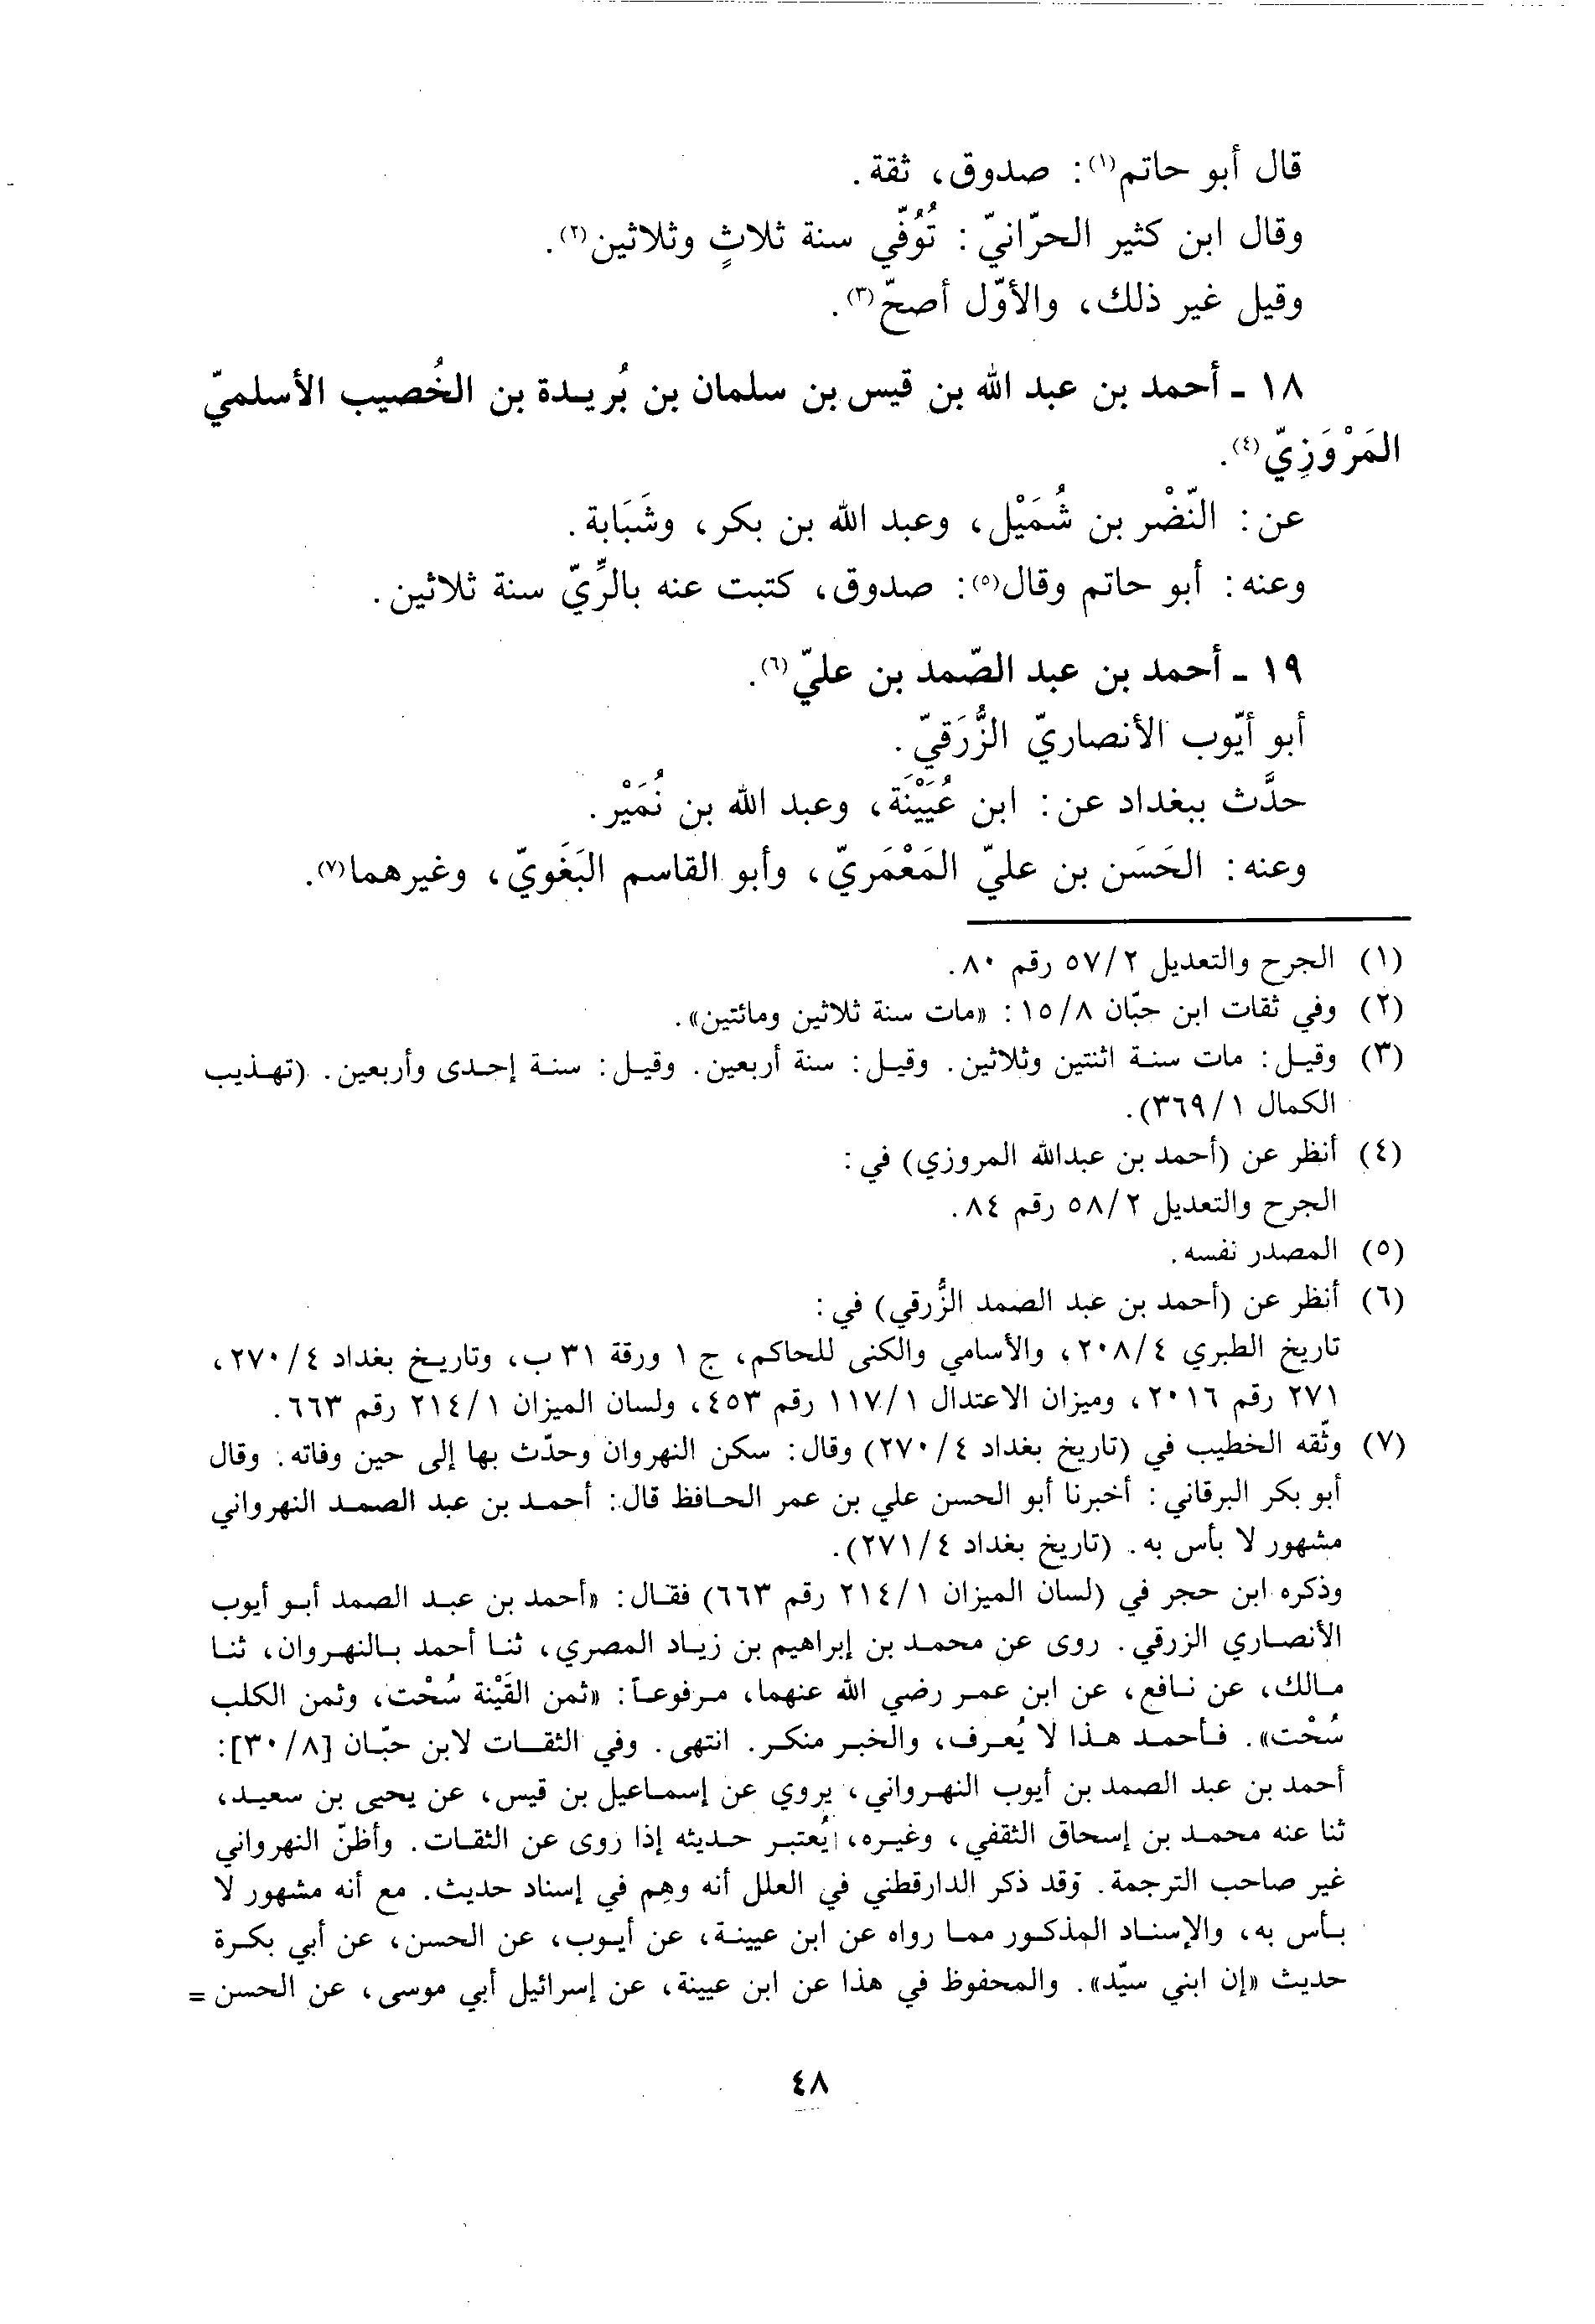 قال أبو حاتم(١): صدوق، ثقة.
وقال ابن كثير الحرّانيّ: تُوُفّي سنة ثلاثٍ وثلاثين(٢).
وقيل غير ذلك، والأوّل أصحّ(٣).
١٨ ـ أحمد بن عبد الله بن قيس بن سلمان بن بُريدة بن الخُصيب الأسلميّ
المَرْوَزِيّ(٤).
عن: النّضْر بن شُمَيْل، وعبد الله بن بكر، وشَبَابة.
وعنه: أبو حاتم وقال(٥): صدوق، كتبت عنه بالرِّيّ سنة ثلاثين.
١٩ ـ أحمد بن عبد الصّمد بن عليّ(٦).
أبو أيّوب الأنصاريّ الزُّرَقيّ.
حدَّث ببغداد عن: ابن عُيَيْنَة، وعبد الله بن نُمَيْر.
وعنه: الحَسَن بن عليّ المَعْمَريّ، وأبو القاسم البَغَويّ، وغيرهما(٧).
(١) الجرح والتعديل ٥٧/٢ رقم ٨٠.
(٢) وفي ثقات ابن حبّان ١٥/٨: «مات سنة ثلاثين ومائتين».
(٣) وقيل: مات سنة اثنتين وثلاثين. وقيل: سنة أربعين. وقيل: سنة إحدى وأربعين. (تهذيب
الكمال ٣٦٩/١).
(٤) أنظر عن (أحمد بن عبدالله المروزي) في:
الجرح والتعديل ٥٨/٢ رقم ٨٤.
(٥) المصدر نفسه.
(٦) أنظر عن (أحمد بن عبد الصمد الزُّرقي) في:
تاريخ الطبري ٢٠٨/٤، والأسامي والكنى للحاكم، ج ١ ورقة ٣١ ب، وتاريخ بغداد ٢٧٠/٤،
٢٧١ رقم ٢٠١٦، وميزان الاعتدال ١١٧/١ رقم ٤٥٣، ولسان الميزان ٢١٤/١ رقم ٦٦٣.
(٧) وثّقه الخطيب في (تاريخ بغداد ٢٧٠/٤) وقال: سكن النهروان وحدّث بها إلى حين وفاته. وقال
أبو بكر البرقاني: أخبرنا أبو الحسن علي بن عمر الحافظ قال: أحمد بن عبد الصمد النهرواني
مشهور لا بأس به. (تاريخ بغداد ٢٧١/٤).
وذكره ابن حجر في (لسان الميزان ٢١٤/١ رقم ٦٦٣) فقال: «أحمد بن عبد الصمد أبو أيوب
الأنصاري الزرقي. روى عن محمد بن إبراهيم بن زياد المصري، ثنا أحمد بالنهروان، ثنا
مالك، عن نافع، عن ابن عمر رضي الله عنهما، مرفوعاً: «ثمن القَيْنة سُحْت، وثمن الكلب
سُحْت». فأحمد هذا لا يُعرف، والخبر منكر. انتهى. وفي الثقات لابن حبّان [٣٠/٨]:
أحمد بن عبد الصمد بن أيوب النهرواني، يروي عن إسماعيل بن قيس، عن يحيى بن سعيد،
ثنا عنه محمد بن إسحاق الثقفي، وغيره، يُعتبر حديثه إذا روى عن الثقات. وأظنّ النهرواني
غير صاحب الترجمة. وقد ذكر الدارقطني في العلل أنه وهِم في إسناد حديث. مع أنه مشهور لا
بأس به، والإسناد المذكور مما رواه عن ابن عيينة، عن أيوب، عن الحسن، عن أبي بكرة
حديث «إن ابني سيّد». والمحفوظ في هذا عن ابن عيينة، عن إسرائيل أبي موسى، عن الحسن =
٤٨